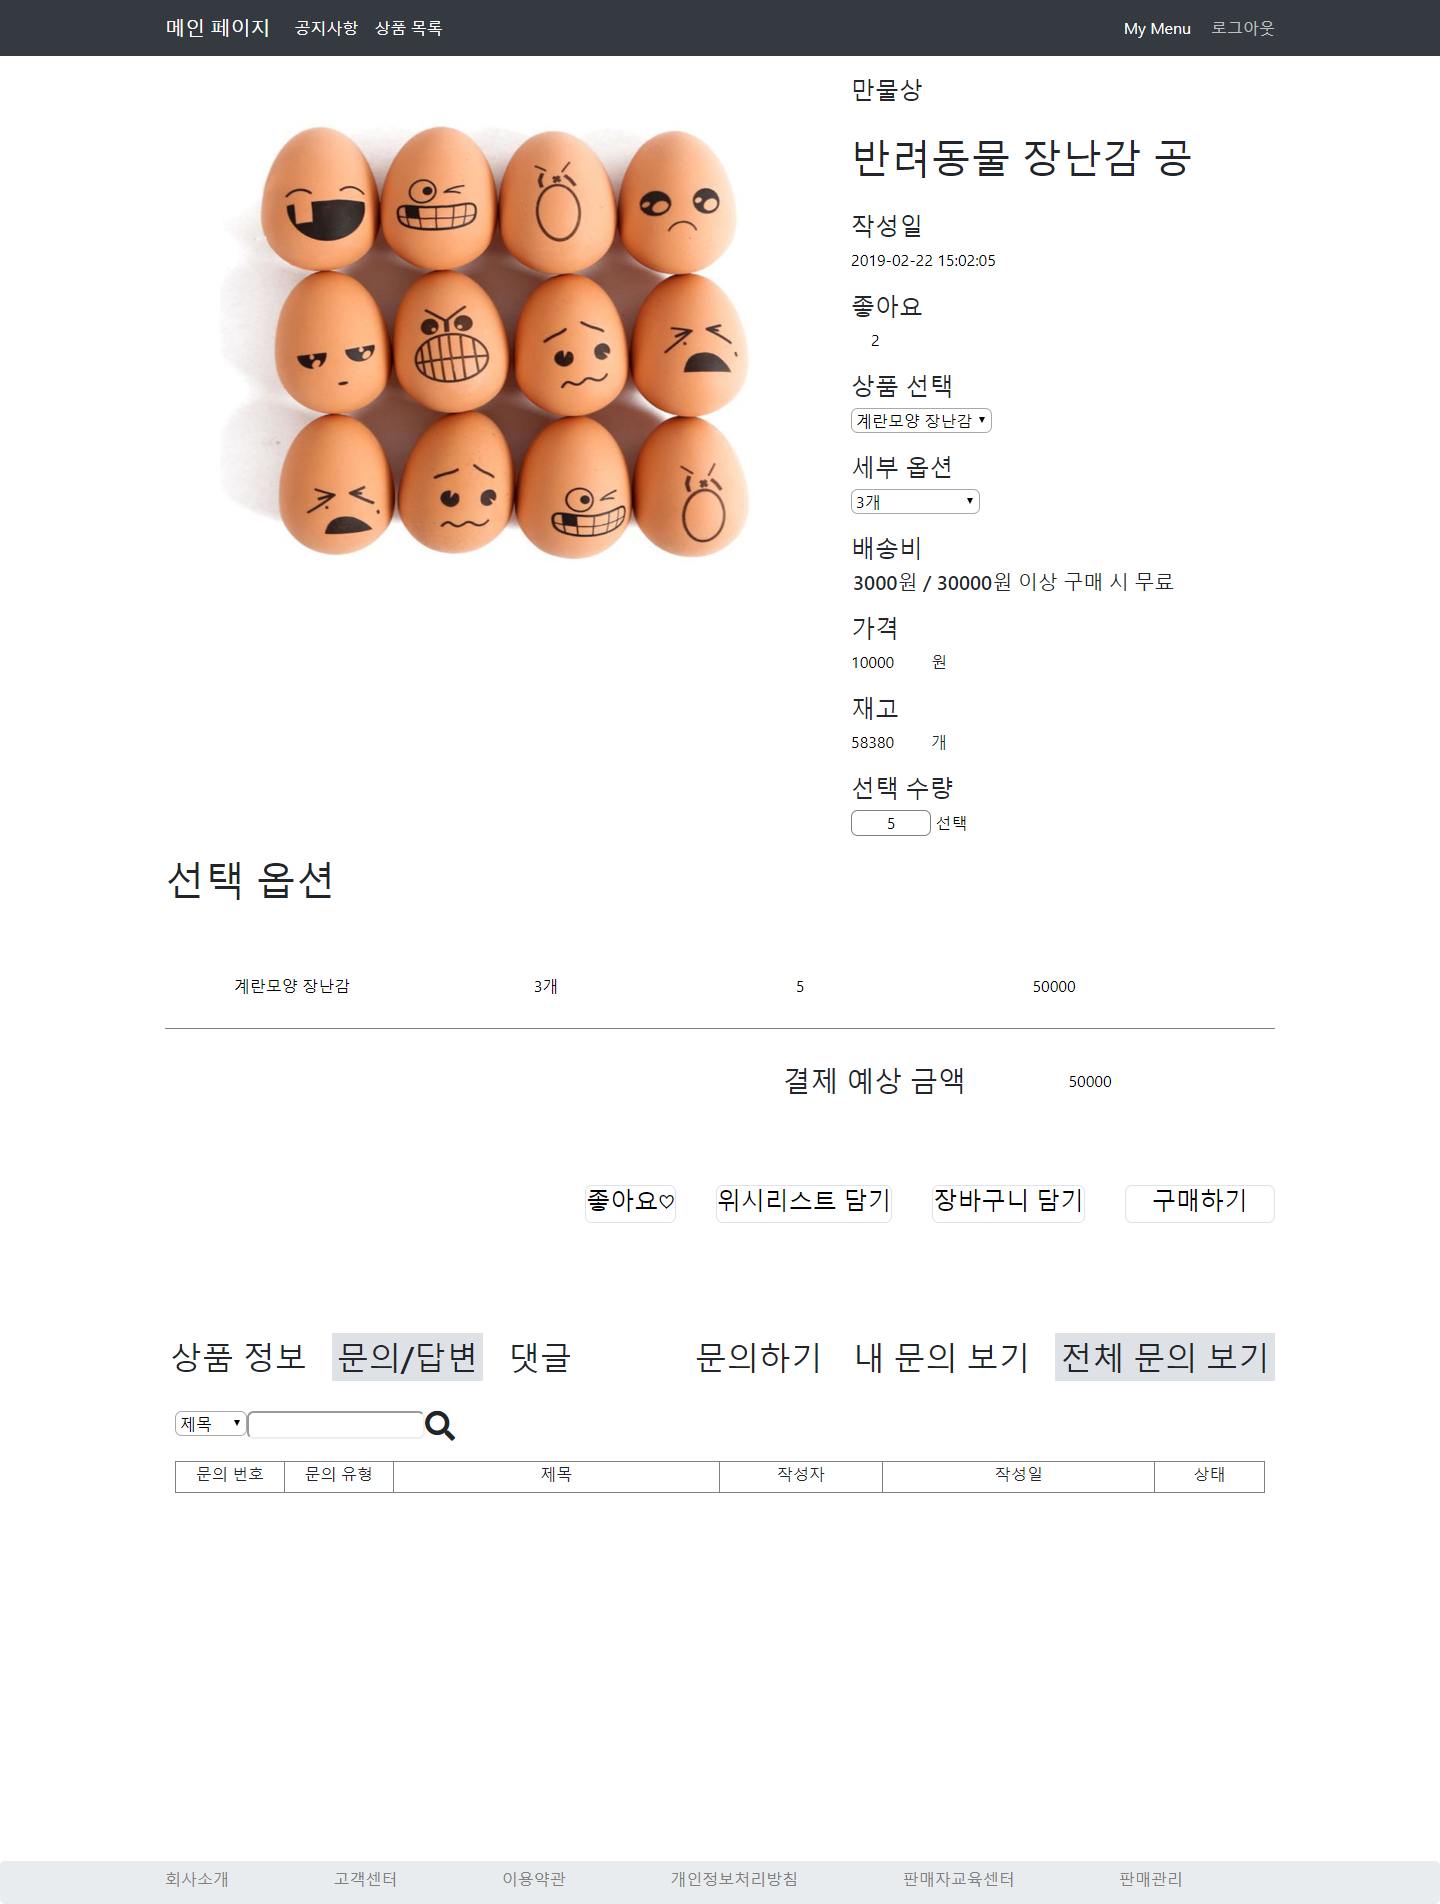 메인 페이지 공지사항 상품 목록 My Menu 로그아웃
만물상
반려동물 장난감 공
작성일
2019-02-22 15:02:05
좋아요
2
상품 선택
계란모양 장난감
세부 옵션
3개
배송비
3000원 / 30000원 이상 구매 시 무료
가격
10000 원
재고
58380 개
선택 수량
5 선택
선택 옵션
계란모양 장난감 3개 5 50000
결제 예상 금액 50000
좋아요♡ 위시리스트 담기 장바구니 담기 구매하기
상품 정보 문의/답변 댓글 문의하기 내 문의 보기 전체 문의 보기
제목
문의 번호 문의 유형 제목 작성자 작성일 상태
회사소개 고객센터 이용약관 개인정보처리방침 판매자교육센터 판매관리